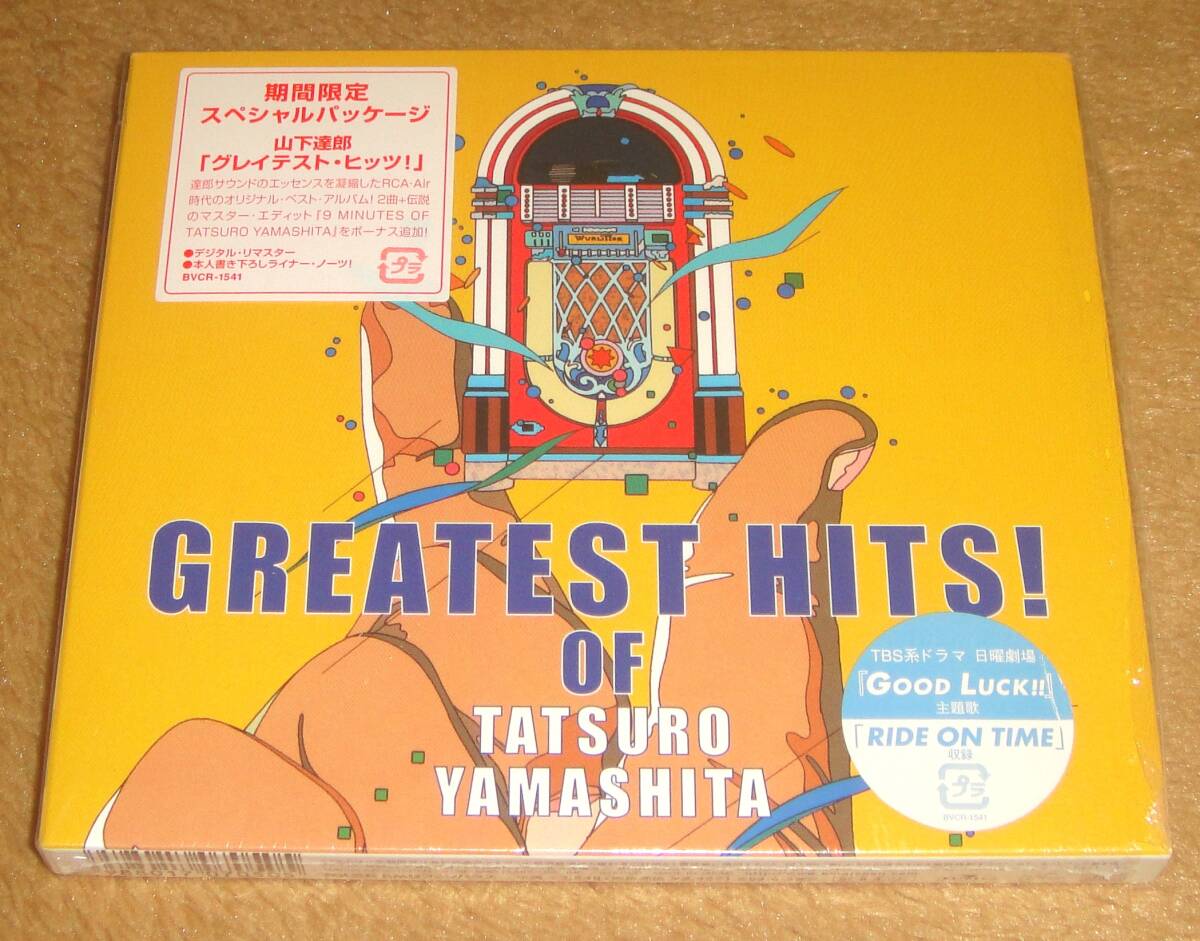 期間限定
スペシャルパッケージ
山下達郎
「グレイテスト・ヒッツ!」
達郎サウンドのエッセンスを凝縮したRCA-Air
時代のオリジナル・ベスト・アルバム!2曲+伝説
のマスター・エディット『9 MINUTES OF
TATSURO YAMASHITA』をボーナス追加!
●デジタル・リマスター
●本人書き下ろしライナー・ノーツ!
BVCR-1541
プラ
WURLITZER
GREATEST HITS!
OF
TATSURO
YAMASHITA
TBS系ドラマ 日曜劇場
『GOOD LUCK!!』
主題歌
「RIDE ON TIME」
収録
プラ
BVCR-1541